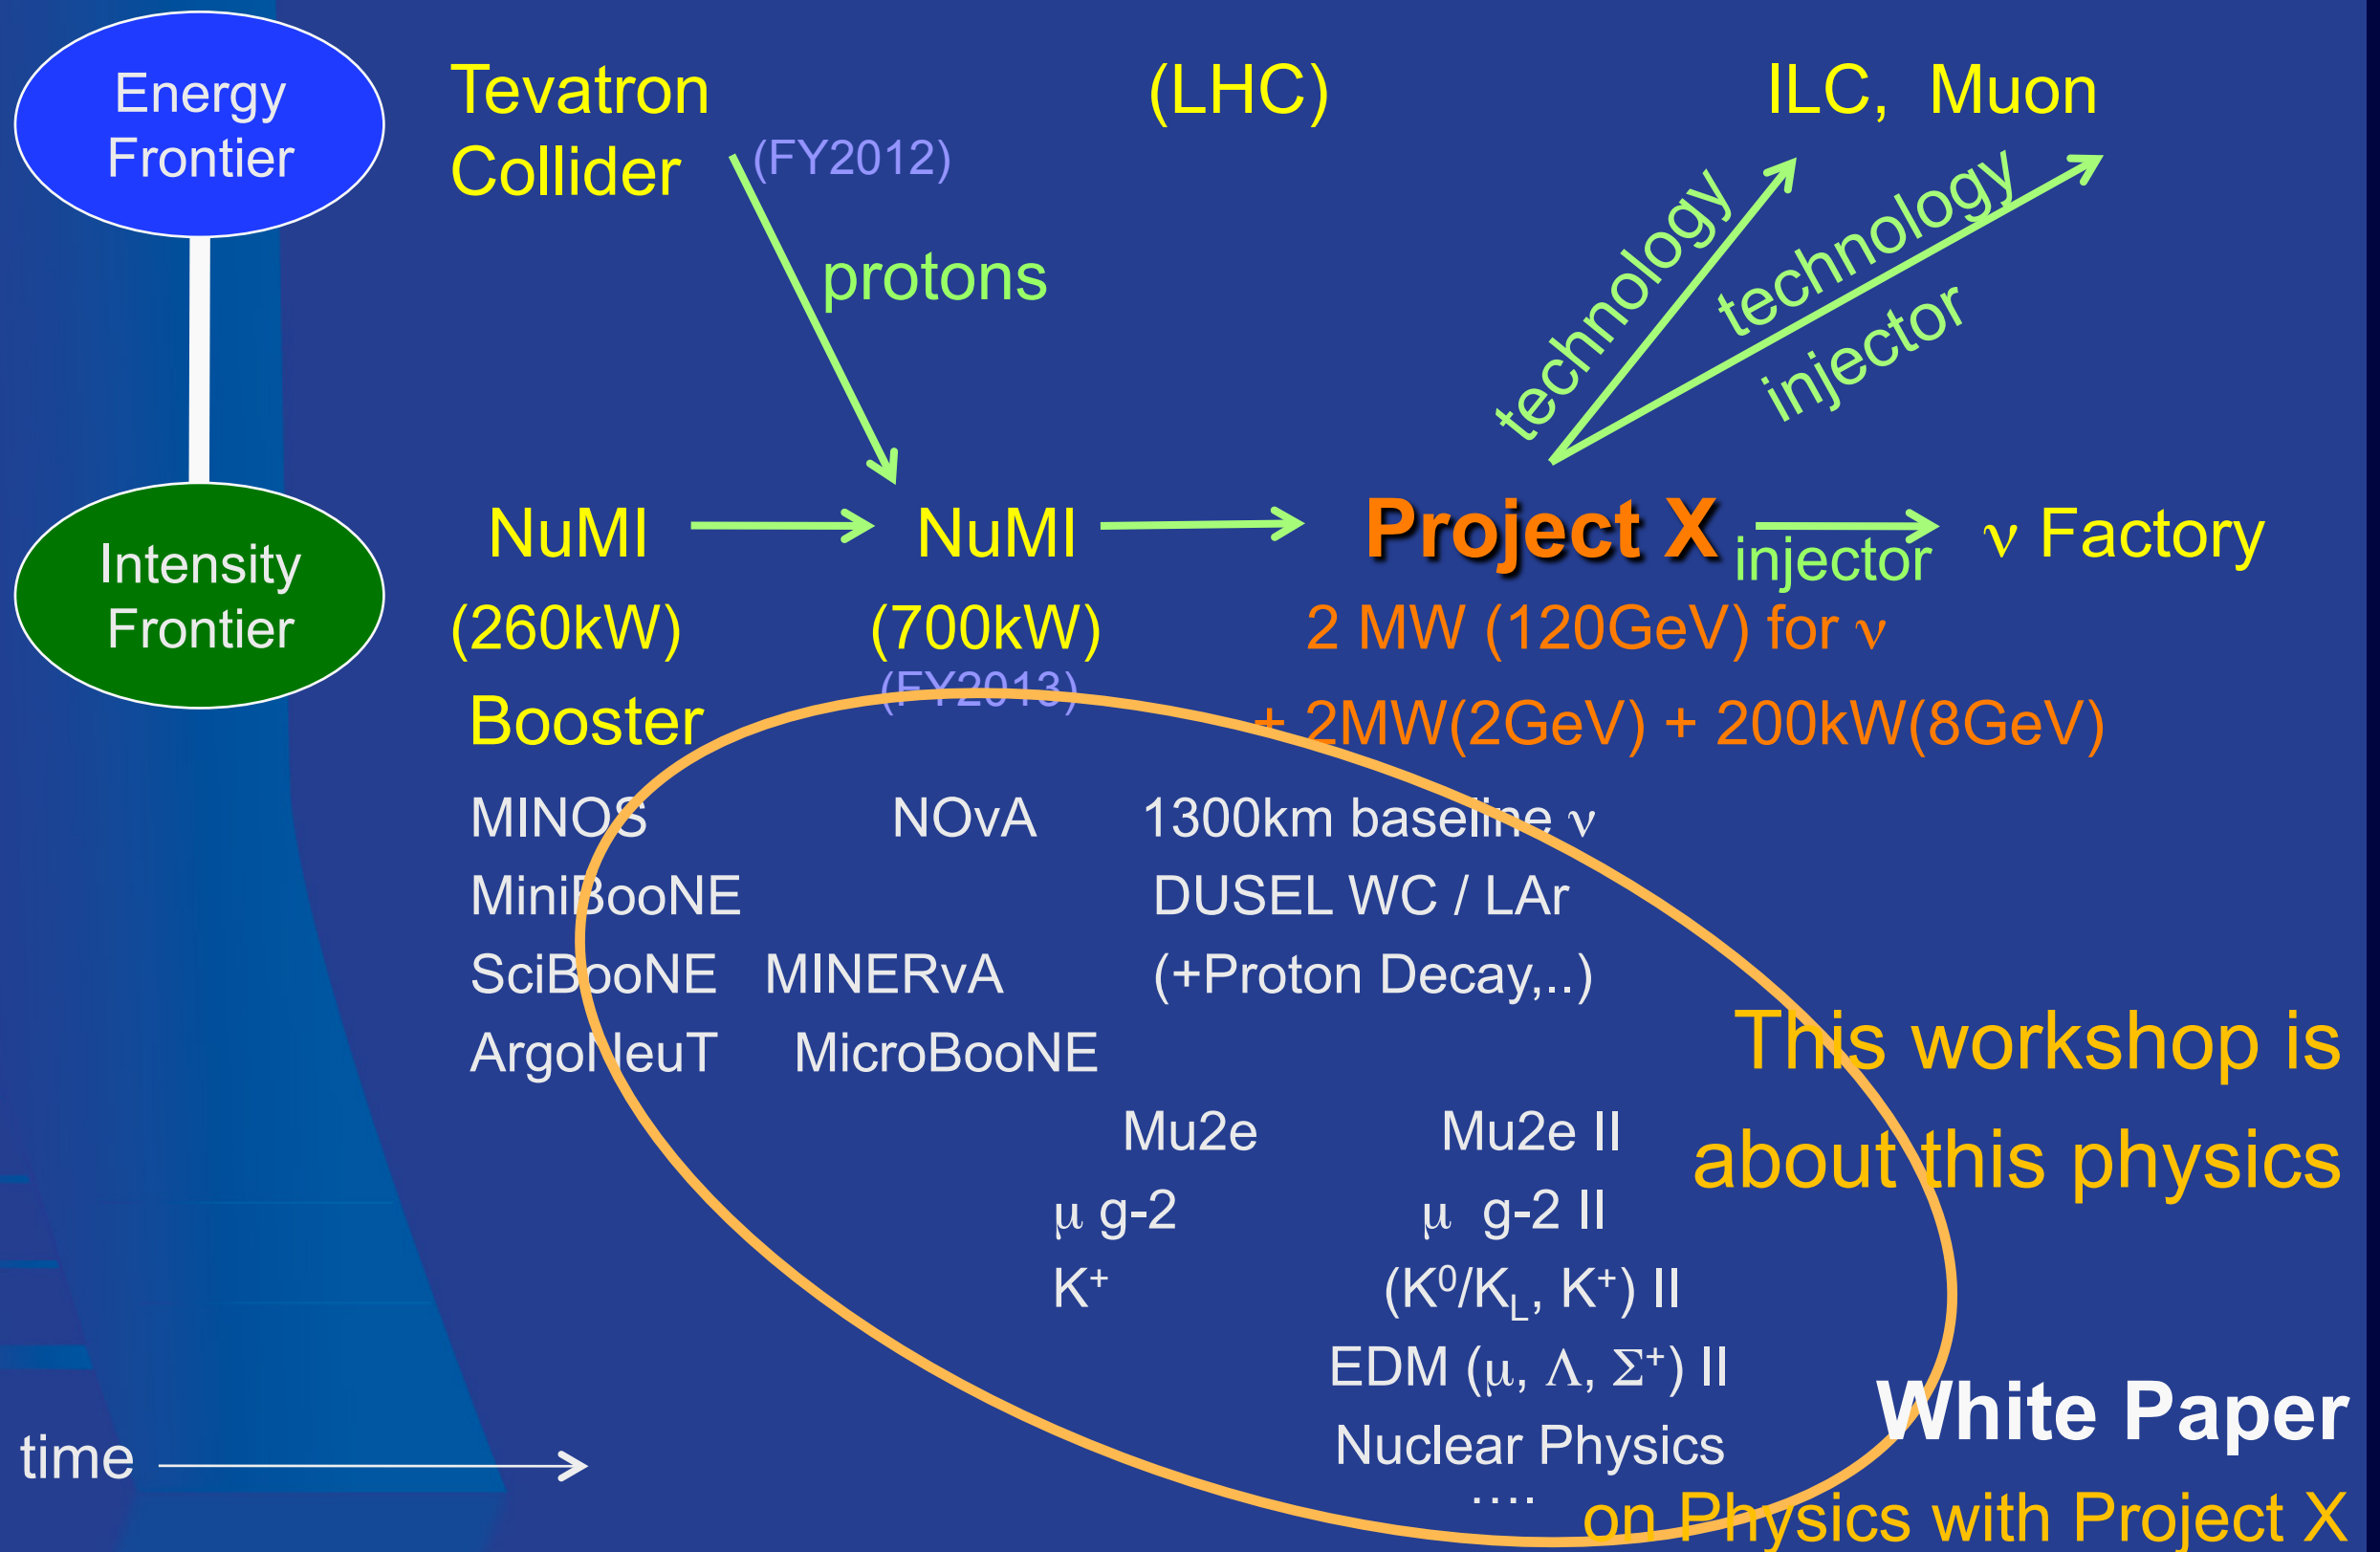 Energy
Frontier
Tevatron
Collider
(FY2012)
(LHC)
ILC, Muon
protons
technology
technology
injector
Intensity
Frontier
NuMI
NuMI
Project X
injector
ν Factory
(260kW)
(700kW)
2 MW (120GeV) for ν
(FY2013)
Booster
+ 2MW(2GeV) + 200kW(8GeV)
MINOS
NOvA
1300km baseline ν
MiniBooNE
DUSEL WC / LAr
SciBooNE
MINERvA
(+Proton Decay,..)
ArgoNeuT
MicroBooNE
This workshop is
about this physics
Mu2e
Mu2e II
μ g-2
μ g-2 II
K⁺
(K⁰/K_L, K⁺) II
EDM (μ, Λ, Σ⁺) II
Nuclear Physics
....
White Paper
on Physics with Project X
time